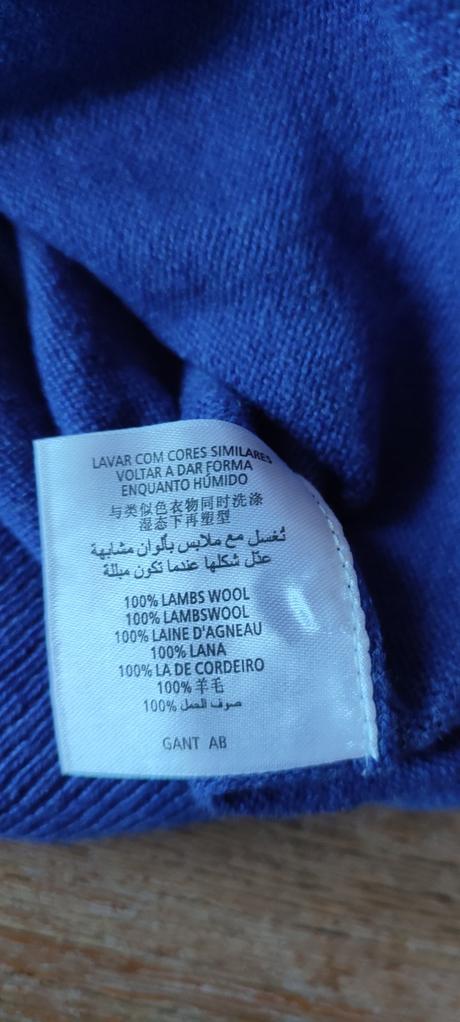 LAVAR COM CORES SIMILARES
VOLTAR A DAR FORMA
ENQUANTO HÚMIDO
与类似色衣物同时洗涤
湿态下再塑型
تُغسل مع ملابس بألوان مشابهة
عدّل شكلها عندما تكون مبللة
100% LAMBS WOOL
100% LAMBSWOOL
100% LAINE D'AGNEAU
100% LANA
100% LA DE CORDEIRO
100% 羊毛
100% صوف الحمل
GANT AB